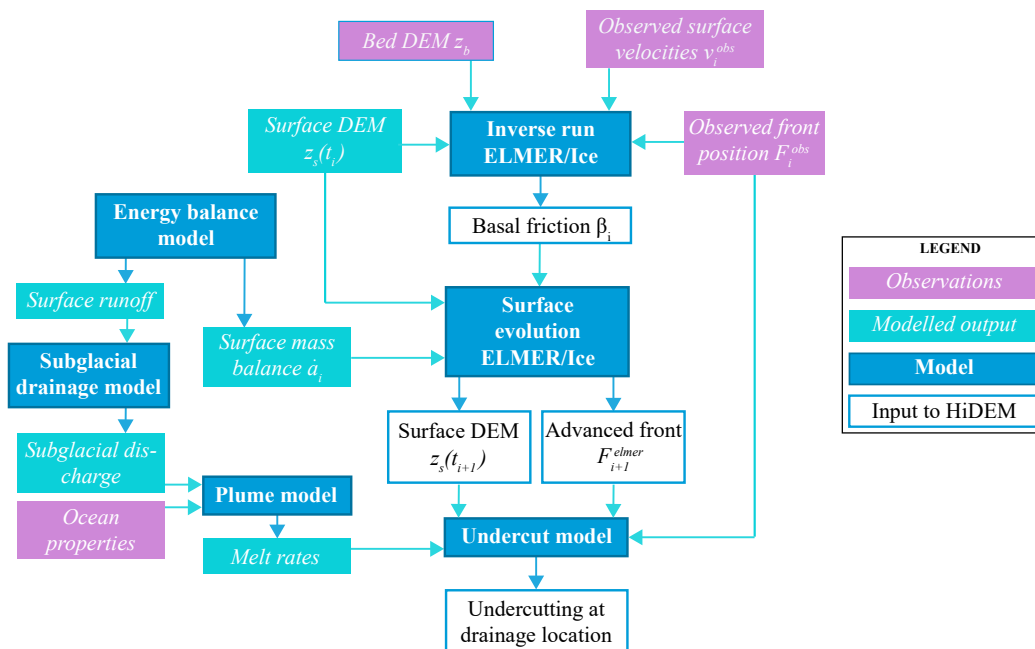 Bed DEM z_b
Observed surface
velocities v_i^obs
Surface DEM
z_s(t_i)
Inverse run
ELMER/Ice
Observed front
position F_i^obs
Energy balance
model
Basal friction β_i
LEGEND
Observations
Modelled output
Model
Input to HiDEM
Surface runoff
Surface
evolution
ELMER/Ice
Surface mass
balance ȧ_i
Subglacial
drainage model
Surface DEM
z_s(t_{i+1})
Advanced front
F_{i+1}^{elmer}
Subglacial dis-
charge
Plume model
Ocean
properties
Undercut model
Melt rates
Undercutting at
drainage location